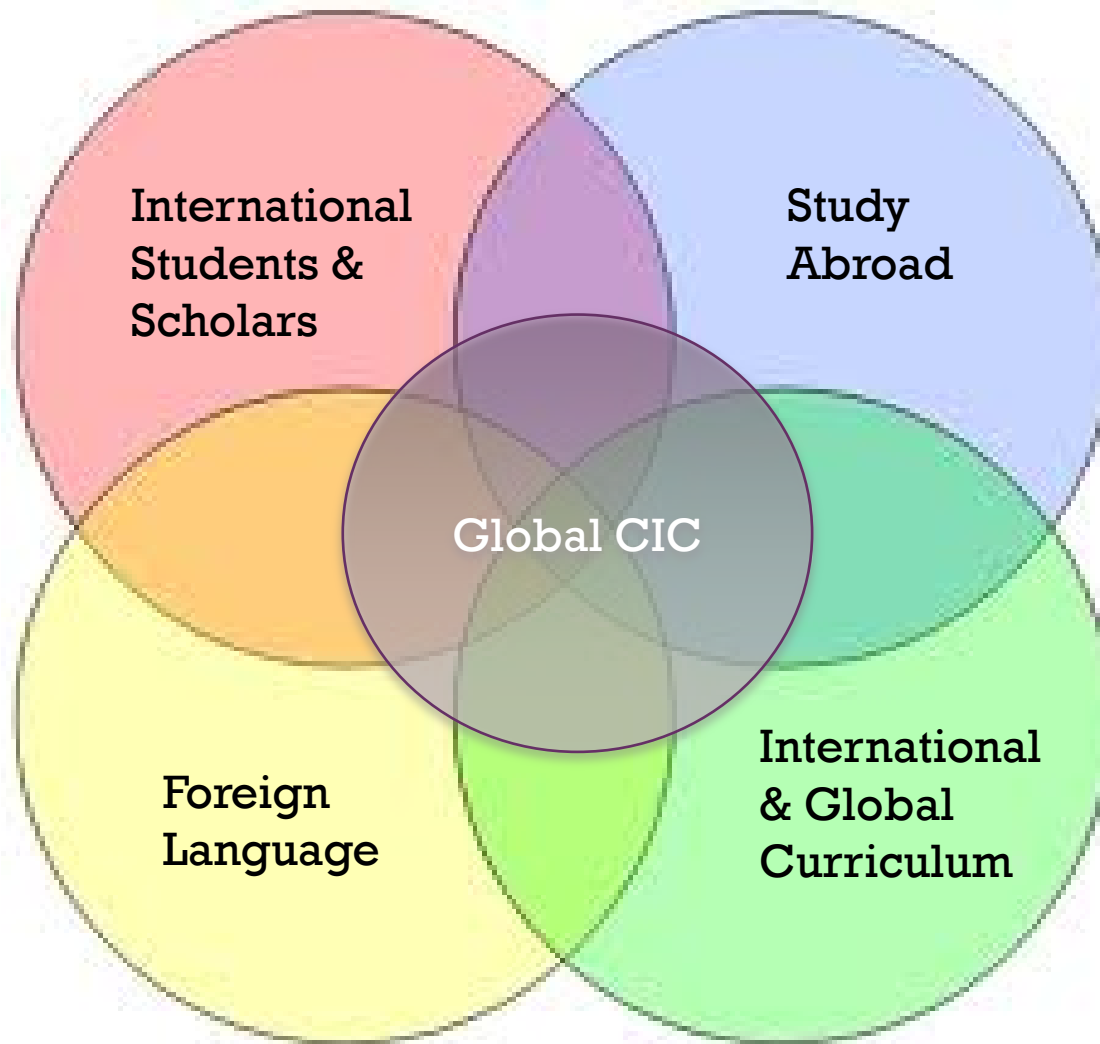 International
Students &
Scholars
Study
Abroad
Global CIC
Foreign
Language
International
& Global
Curriculum